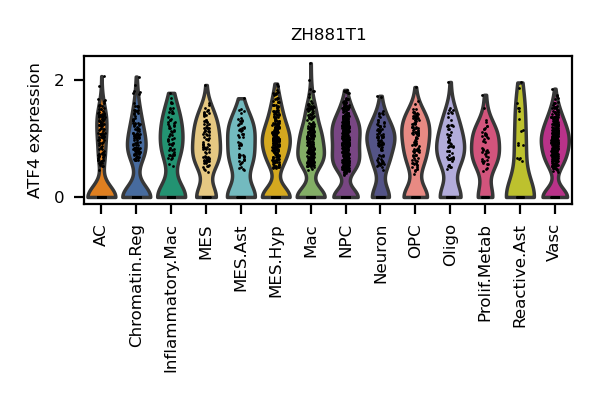 ZH881T1
ATF4 expression
2
0
AC
Chromatin.Reg
Inflammatory.Mac
MES
MES.Ast
MES.Hyp
Mac
NPC
Neuron
OPC
Oligo
Prolif.Metab
Reactive.Ast
Vasc